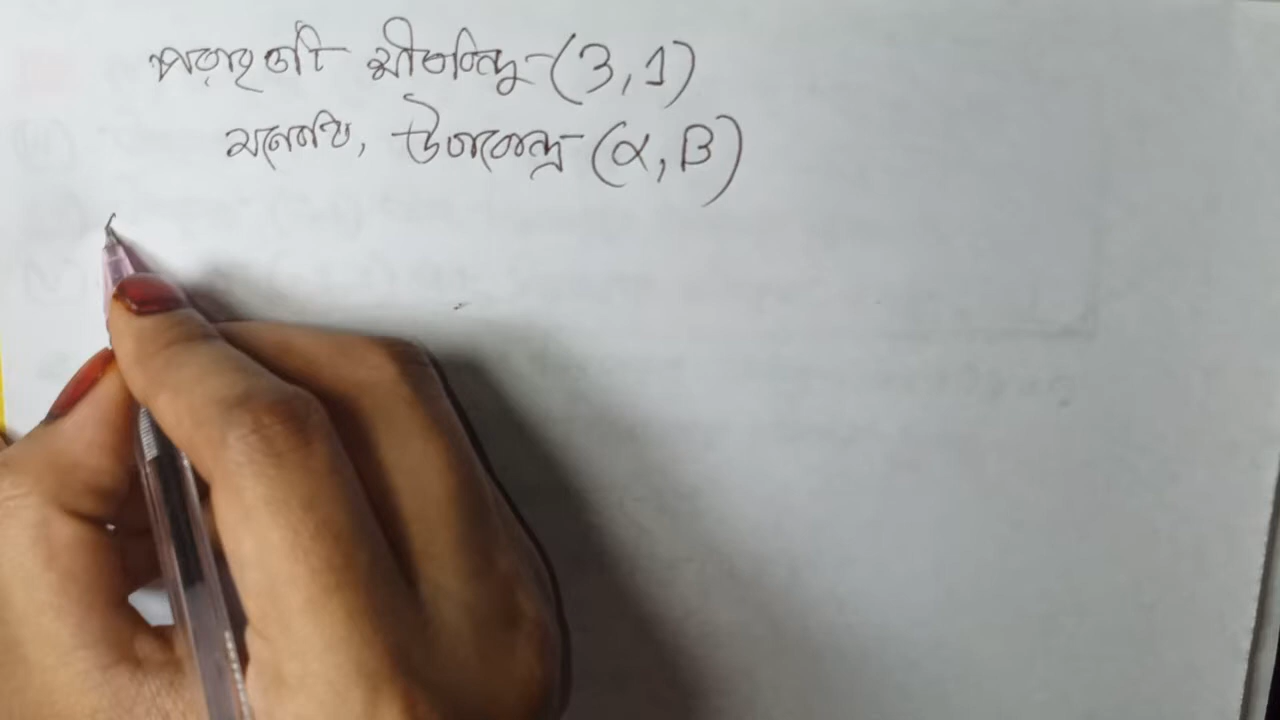 পরাবৃত্তটি শীর্ষবিন্দু (3, 1)
মনেকরি, উপকেন্দ্র (α, β)